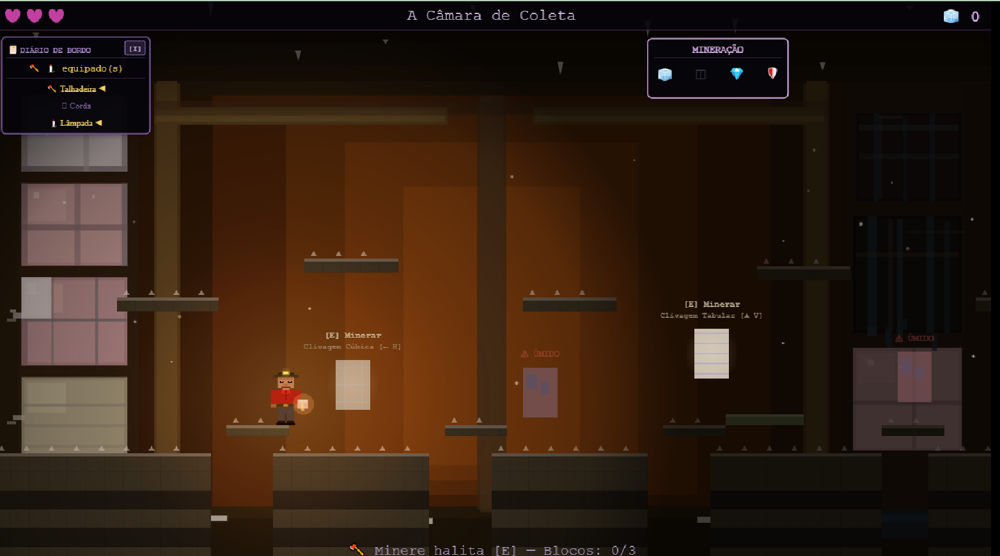 A Câmara de Coleta
0
DIÁRIO DE BORDO [I]
equipado(s)
Talhadeira ◄
Corda
Lâmpada ◄
MINERAÇÃO
[E] Minerar
Clivagem Tabular [▲ V]
[E] Minerar
Clivagem Cúbica [← H]
⚠ ÚMIDO
⚠ ÚMIDO
Minere halita [E] — Blocos: 0/3